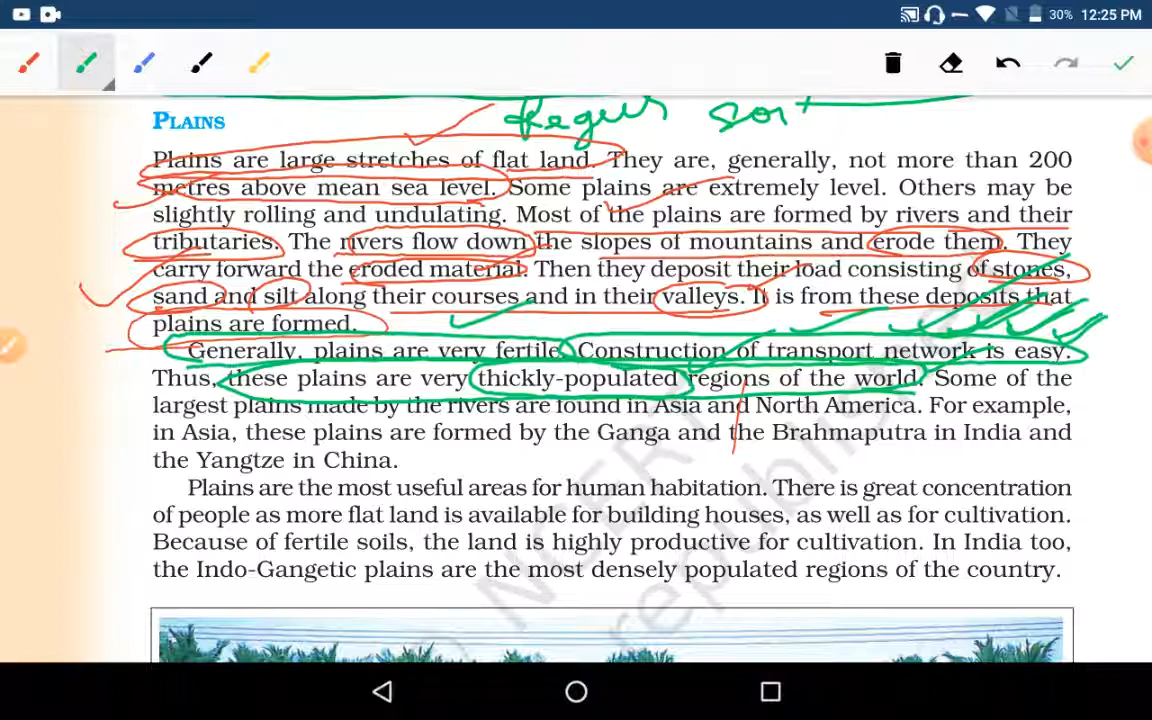 30% 12:25 PM
Regur soi
PLAINS
Plains are large stretches of flat land. They are, generally, not more than 200
metres above mean sea level. Some plains are extremely level. Others may be
slightly rolling and undulating. Most of the plains are formed by rivers and their
tributaries. The rivers flow down the slopes of mountains and erode them. They
carry forward the eroded material. Then they deposit their load consisting of stones,
sand and silt along their courses and in their valleys. It is from these deposits that
plains are formed.
Generally, plains are very fertile. Construction of transport network is easy.
Thus, these plains are very thickly-populated regions of the world. Some of the
largest plains made by the rivers are found in Asia and North America. For example,
in Asia, these plains are formed by the Ganga and the Brahmaputra in India and
the Yangtze in China.
Plains are the most useful areas for human habitation. There is great concentration
of people as more flat land is available for building houses, as well as for cultivation.
Because of fertile soils, the land is highly productive for cultivation. In India too,
the Indo-Gangetic plains are the most densely populated regions of the country.
© NCERT
republished